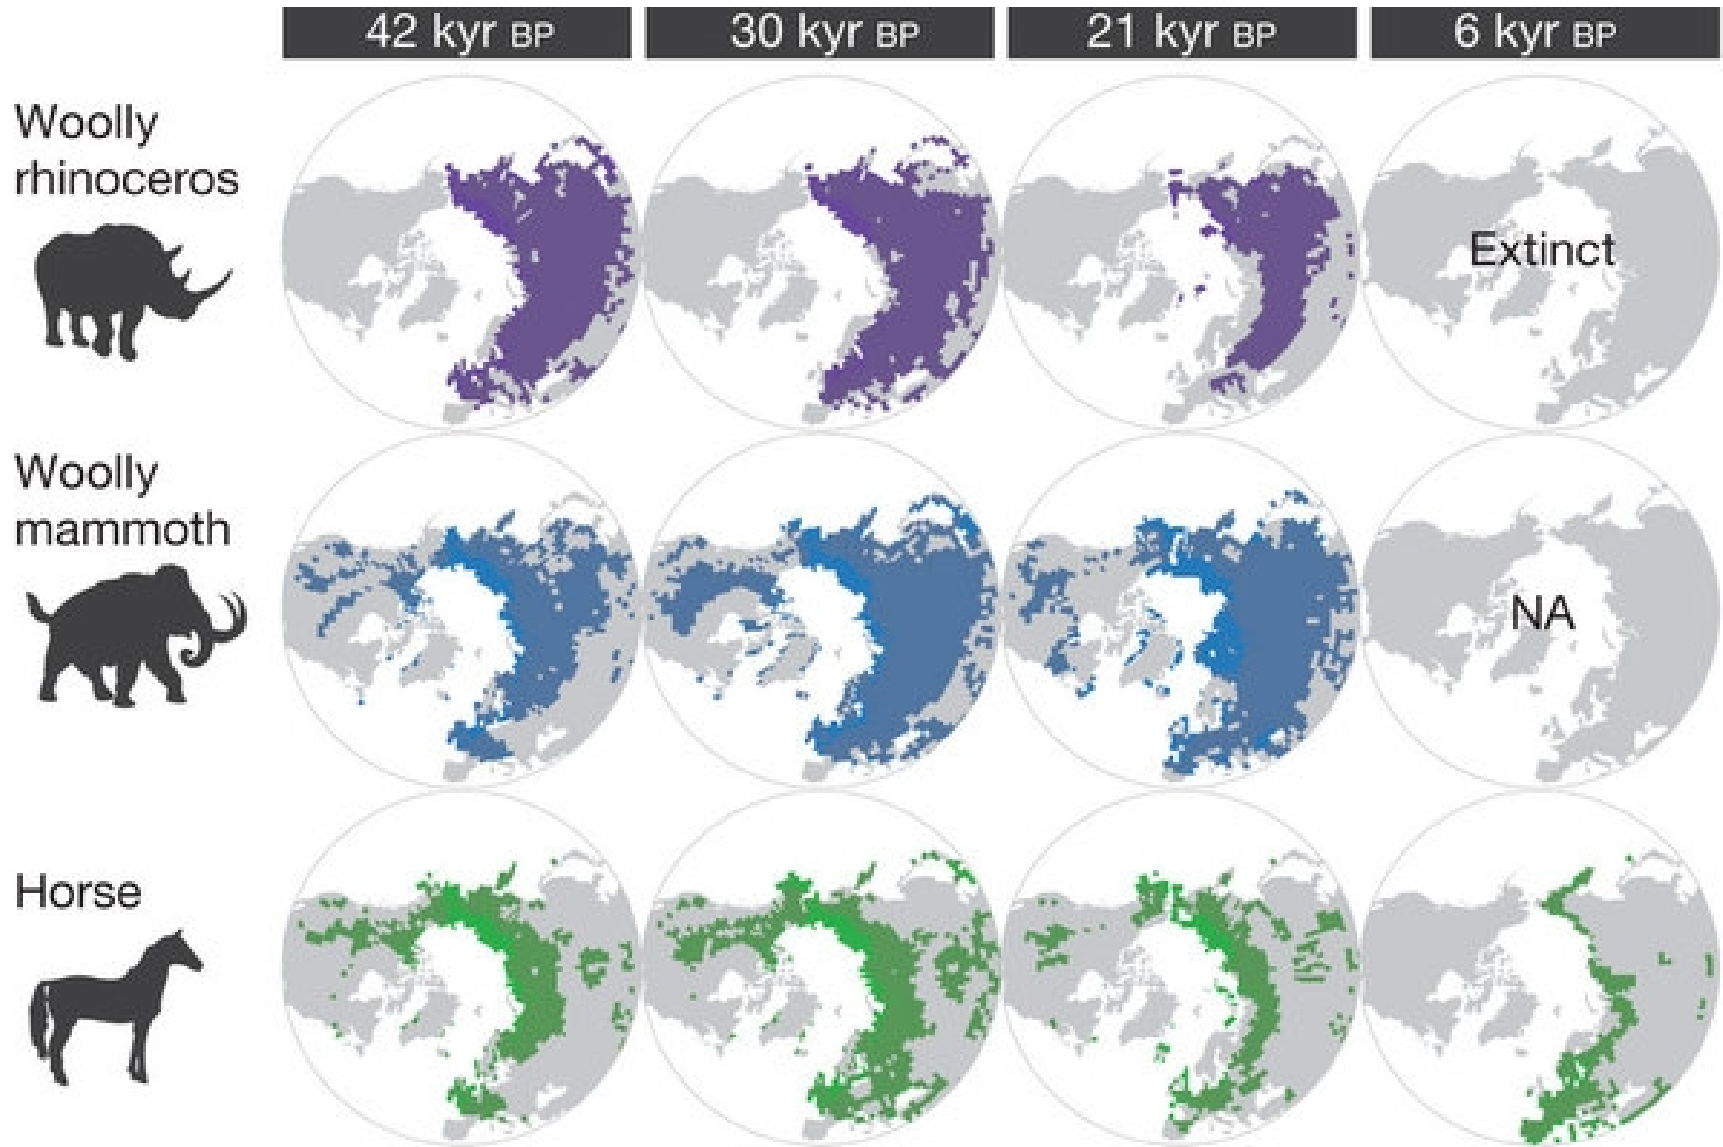 42 kyr BP
30 kyr BP
21 kyr BP
6 kyr BP
Woolly
rhinoceros
Extinct
Woolly
mammoth
NA
Horse